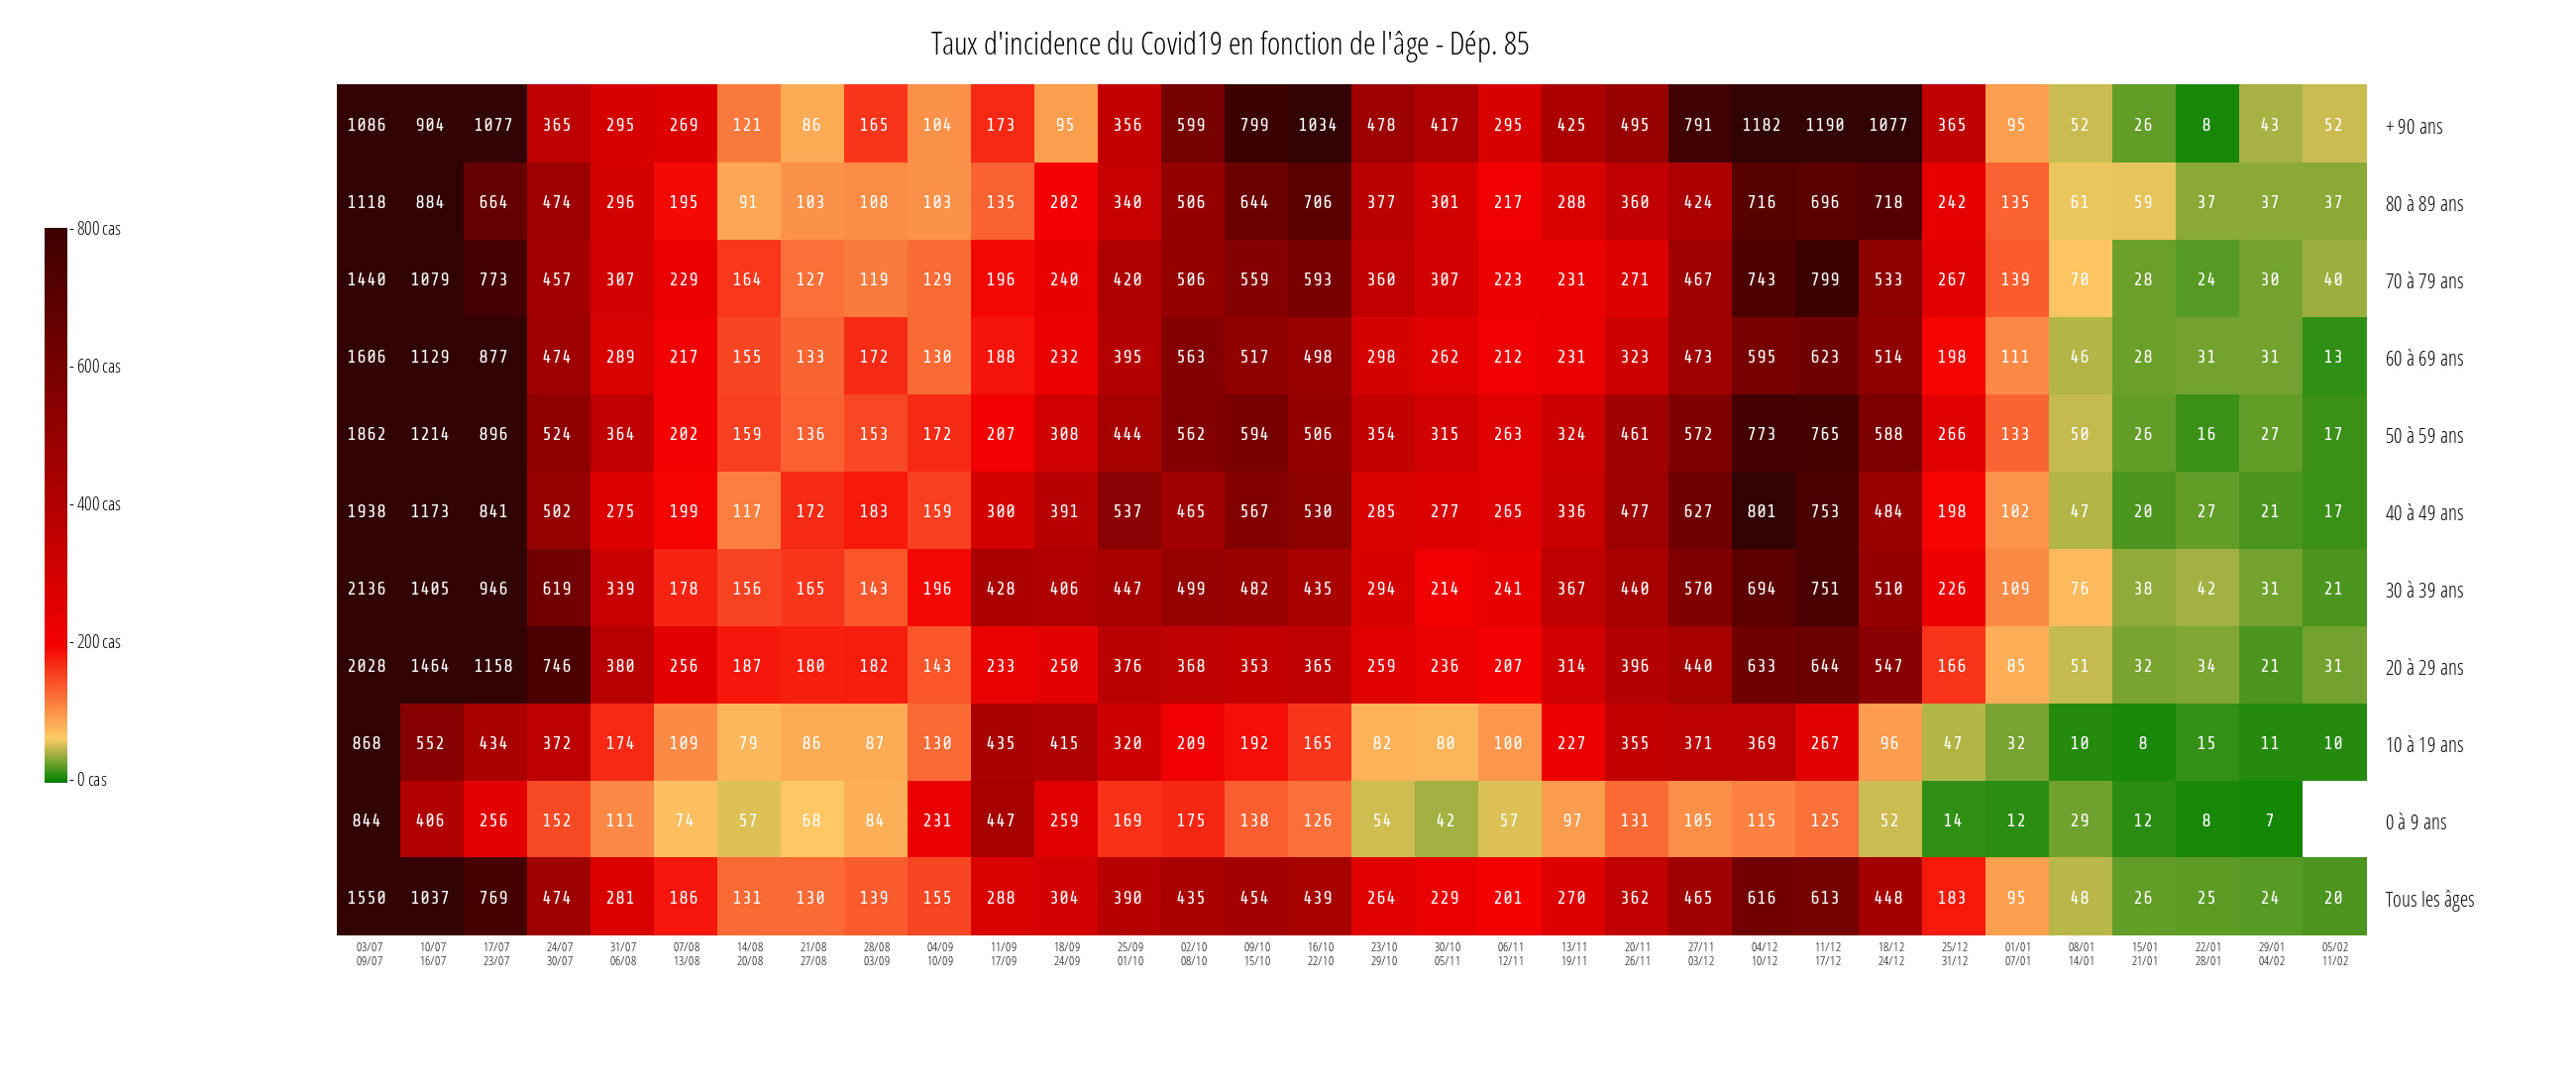 Taux d'incidence du Covid19 en fonction de l'âge - Dép. 85
1086 904 1077 365 295 269 121 86 165 104 173 95 356 599 799 1034 478 417 295 425 495 791 1182 1190 1077 365 95 52 26 8 43 52 + 90 ans
1118 884 664 474 296 195 91 103 108 103 135 202 340 506 644 706 377 301 217 288 360 424 716 696 718 242 135 61 59 37 37 37 80 à 89 ans
1440 1079 773 457 307 229 164 127 119 129 196 240 420 506 559 593 360 307 223 231 271 467 743 799 533 267 139 70 28 24 30 40 70 à 79 ans
1606 1129 877 474 289 217 155 133 172 130 188 232 395 563 517 498 298 262 212 231 323 473 595 623 514 198 111 46 28 31 31 13 60 à 69 ans
1862 1214 896 524 364 202 159 136 153 172 207 308 444 562 594 506 354 315 263 324 461 572 773 765 588 266 133 50 26 16 27 17 50 à 59 ans
1938 1173 841 502 275 199 117 172 183 159 300 391 537 465 567 530 285 277 265 336 477 627 801 753 484 198 102 47 20 27 21 17 40 à 49 ans
2136 1405 946 619 339 178 156 165 143 196 428 406 447 499 482 435 294 214 241 367 440 570 694 751 510 226 109 76 38 42 31 21 30 à 39 ans
2028 1464 1158 746 380 256 187 180 182 143 233 250 376 368 353 365 259 236 207 314 396 440 633 644 547 166 85 51 32 34 21 31 20 à 29 ans
868 552 434 372 174 109 79 86 87 130 435 415 320 209 192 165 82 80 100 227 355 371 369 267 96 47 32 10 8 15 11 10 10 à 19 ans
844 406 256 152 111 74 57 68 84 231 447 259 169 175 138 126 54 42 57 97 131 105 115 125 52 14 12 29 12 8 7 0 à 9 ans
1550 1037 769 474 281 186 131 130 139 155 288 304 390 435 454 439 264 229 201 270 362 465 616 613 448 183 95 48 26 25 24 20 Tous les âges
03/07 10/07 17/07 24/07 31/07 07/08 14/08 21/08 28/08 04/09 11/09 18/09 25/09 02/10 09/10 16/10 23/10 30/10 06/11 13/11 20/11 27/11 04/12 11/12 18/12 25/12 01/01 08/01 15/01 22/01 29/01 05/02
09/07 16/07 23/07 30/07 06/08 13/08 20/08 27/08 03/09 10/09 17/09 24/09 01/10 08/10 15/10 22/10 29/10 05/11 12/11 19/11 26/11 03/12 10/12 17/12 24/12 31/12 07/01 14/01 21/01 28/01 04/02 11/02
- 800 cas
- 600 cas
- 400 cas
- 200 cas
- 0 cas